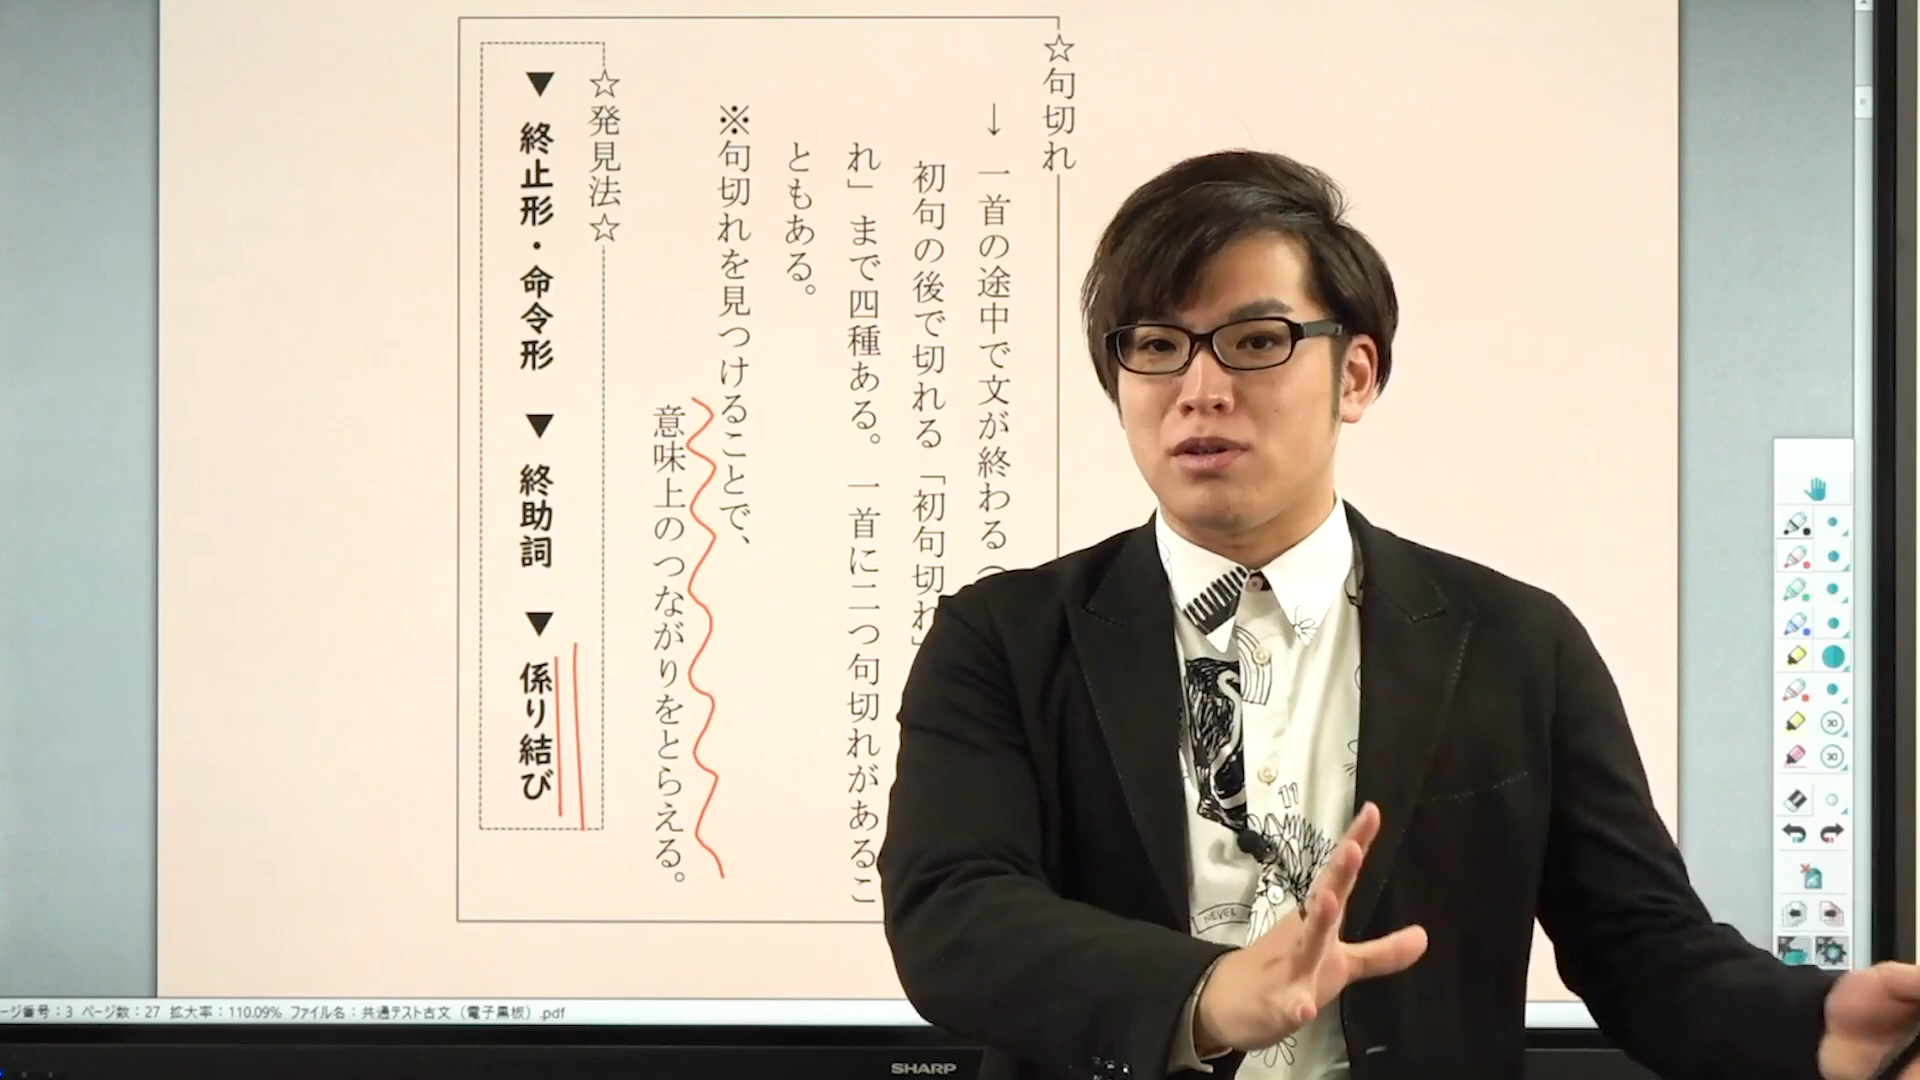 ☆句切れ
→ 一首の途中で文が終わる（
初句の後で切れる「初句切れ」
れ」まで四種ある。一首に二つ句切れがあるこ
ともある。
※句切れを見つけることで、
意味上のつながりをとらえる。
☆発見法☆
▼ 終止形・命令形 ▼ 終助詞 ▼ 係り結び
ージ番号：3 ページ数：27 拡大率：110.09% ファイル名：共通テスト古文（電子黒板）.pdf
SHARP
NEVER
11
30
30